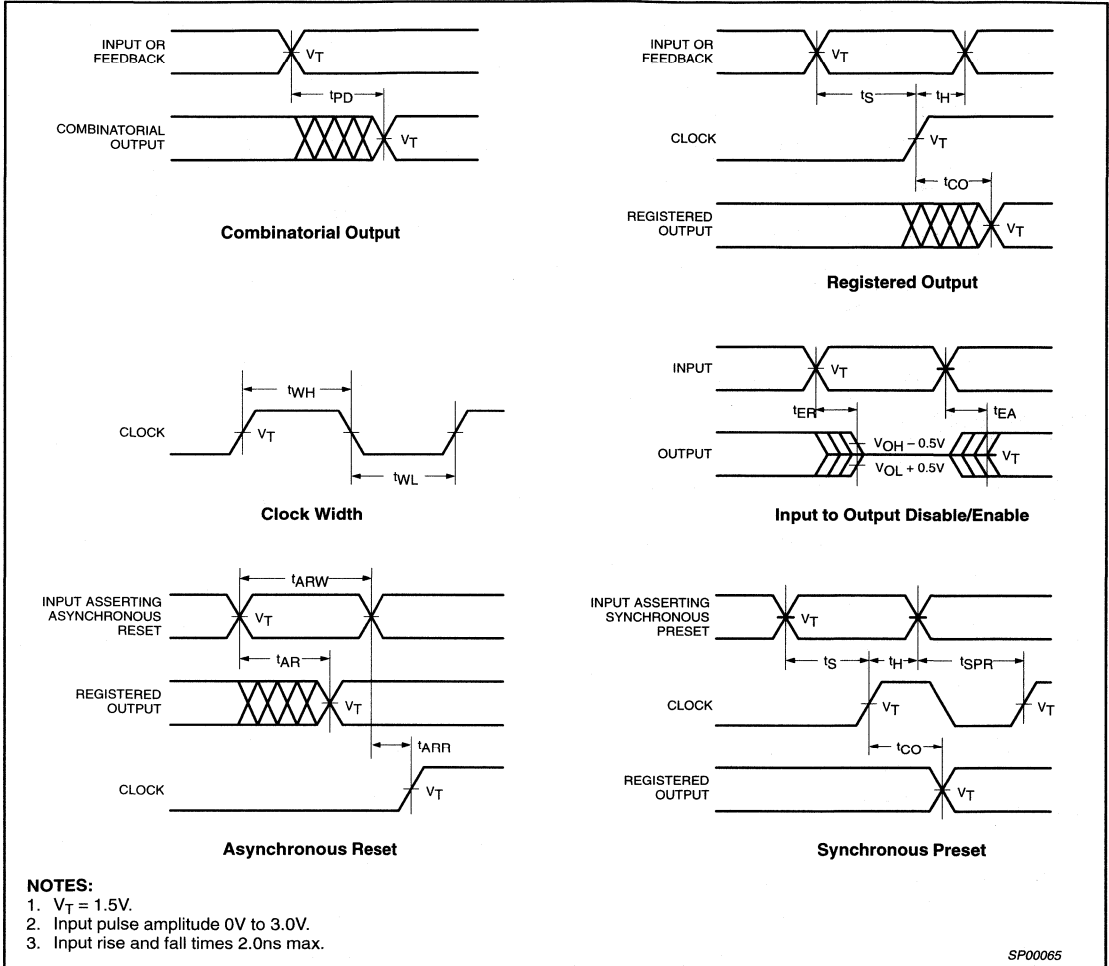 INPUT OR
FEEDBACK
VT
tPD
COMBINATORIAL
OUTPUT
VT
Combinatorial Output
INPUT OR
FEEDBACK
VT
tS
tH
CLOCK
VT
tCO
REGISTERED
OUTPUT
VT
Registered Output
tWH
CLOCK
VT
tWL
Clock Width
INPUT
VT
tER
tEA
OUTPUT
VOH – 0.5V
VOL + 0.5V
VT
Input to Output Disable/Enable
tARW
INPUT ASSERTING
ASYNCHRONOUS
RESET
VT
tAR
REGISTERED
OUTPUT
VT
tARR
CLOCK
VT
Asynchronous Reset
INPUT ASSERTING
SYNCHRONOUS
PRESET
VT
tS
tH
tSPR
CLOCK
VT
VT
tCO
REGISTERED
OUTPUT
VT
Synchronous Preset
NOTES:
1. VT = 1.5V.
2. Input pulse amplitude 0V to 3.0V.
3. Input rise and fall times 2.0ns max.
SP00065